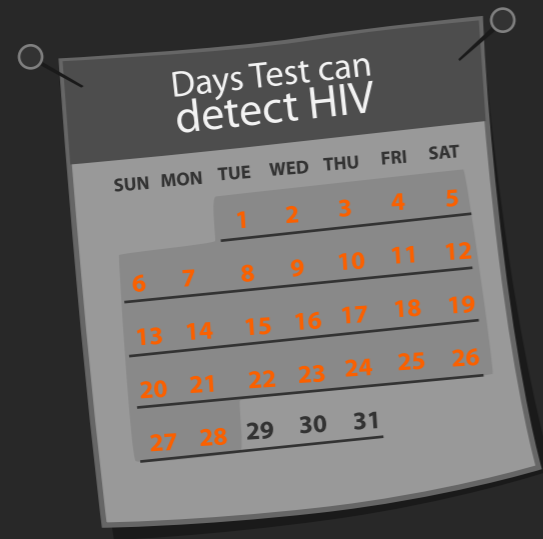 Days Test can
detect HIV
SUN MON TUE WED THU FRI SAT
1 2 3 4 5
6 7 8 9 10 11 12
13 14 15 16 17 18 19
20 21 22 23 24 25 26
27 28 29 30 31